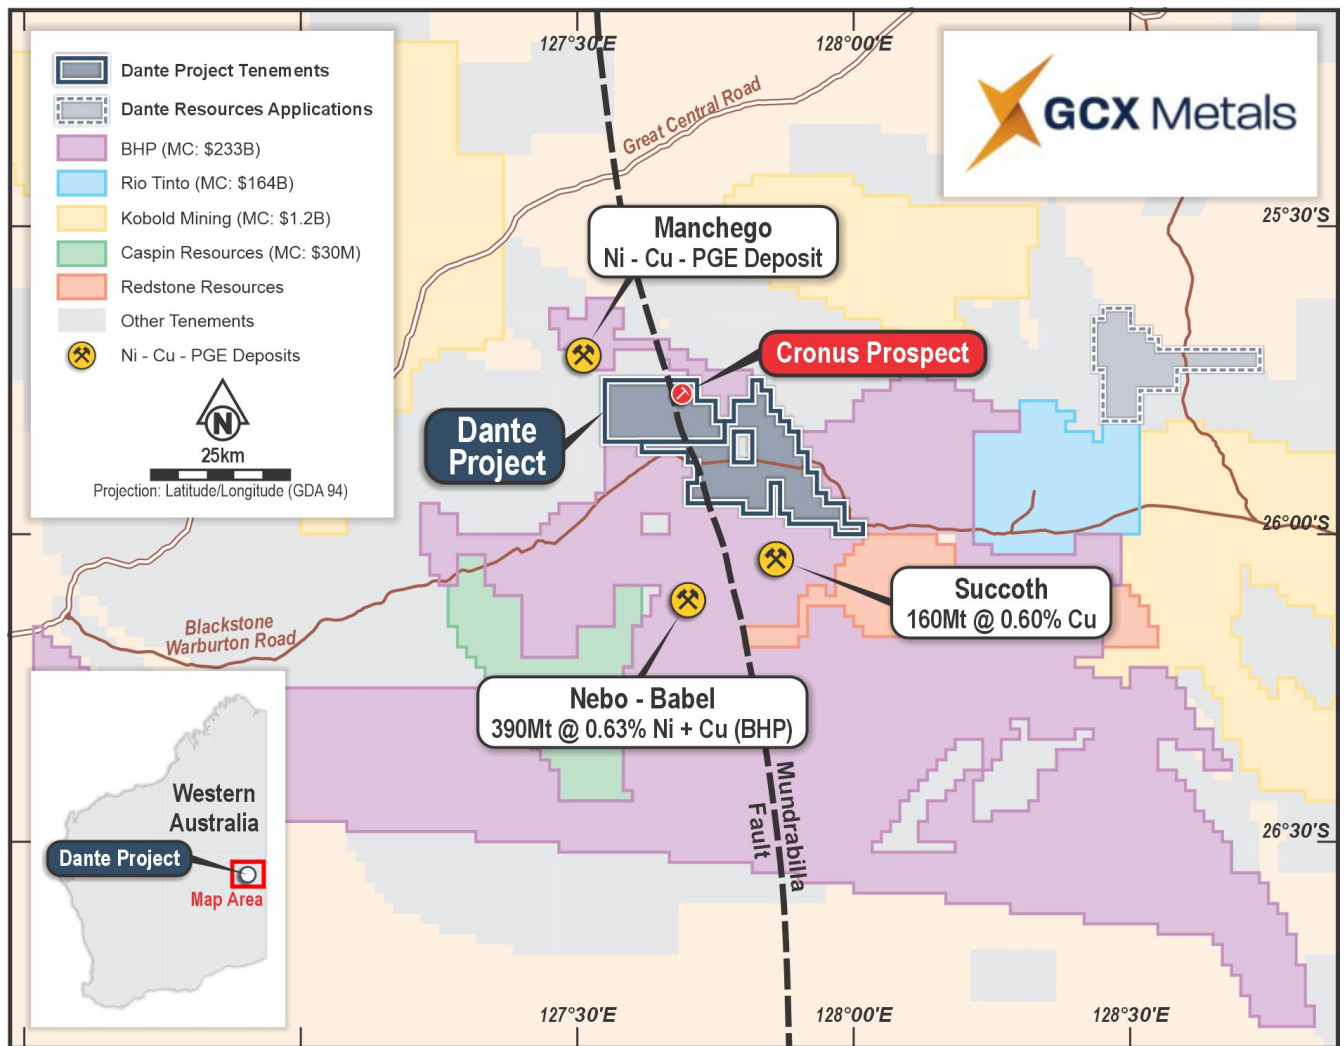 127°30'E
128°00'E
Dante Project Tenements
Dante Resources Applications
BHP (MC: $233B)
Rio Tinto (MC: $164B)
Kobold Mining (MC: $1.2B)
Caspin Resources (MC: $30M)
Redstone Resources
Other Tenements
Ni - Cu - PGE Deposits
N
25km
Projection: Latitude/Longitude (GDA 94)
GCX Metals
Great Central Road
25°30'S
Manchego
Ni - Cu - PGE Deposit
Cronus Prospect
Dante
Project
26°00'S
Succoth
160Mt @ 0.60% Cu
Blackstone
Warburton Road
Nebo - Babel
390Mt @ 0.63% Ni + Cu (BHP)
Mundrabilla
Fault
26°30'S
Western
Australia
Dante Project
Map Area
127°30'E
128°00'E
128°30'E